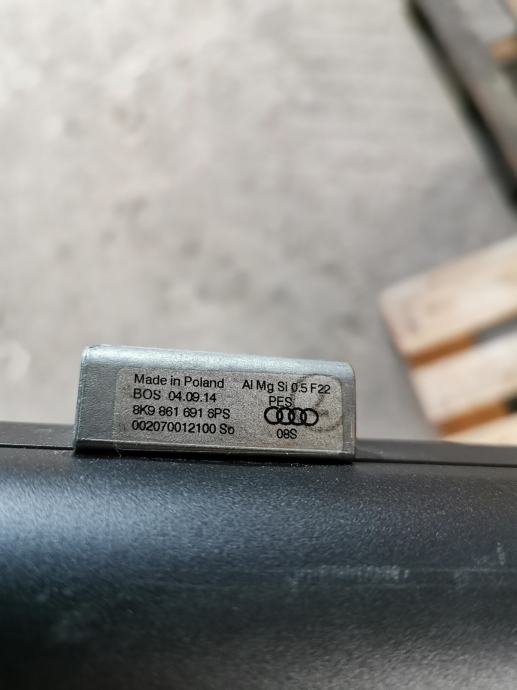 Made in Poland
Al Mg Si 0.5 F22
BOS 04.09.14
PES
8K9 861 691 6PS
002070012100 So
08S